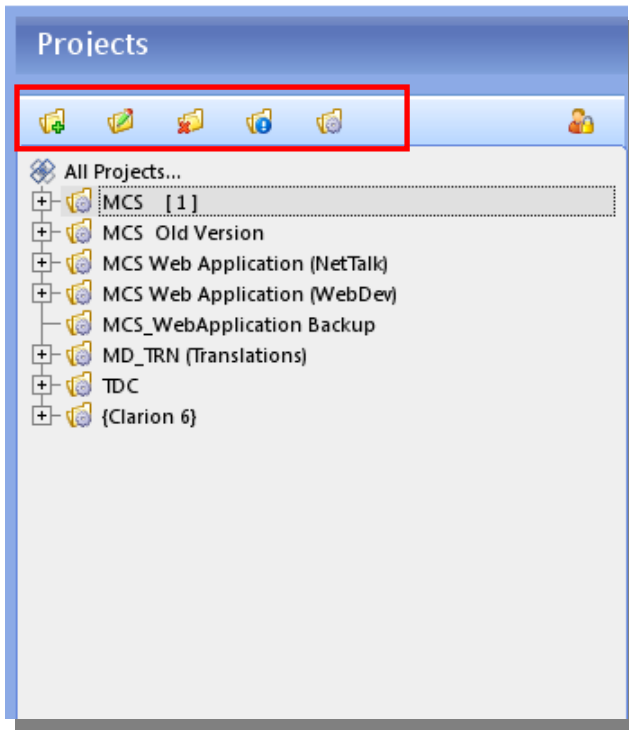 Projects
All Projects...
MCS [ 1 ]
MCS Old Version
MCS Web Application (NetTalk)
MCS Web Application (WebDev)
MCS_WebApplication Backup
MD_TRN (Translations)
TDC
{Clarion 6}